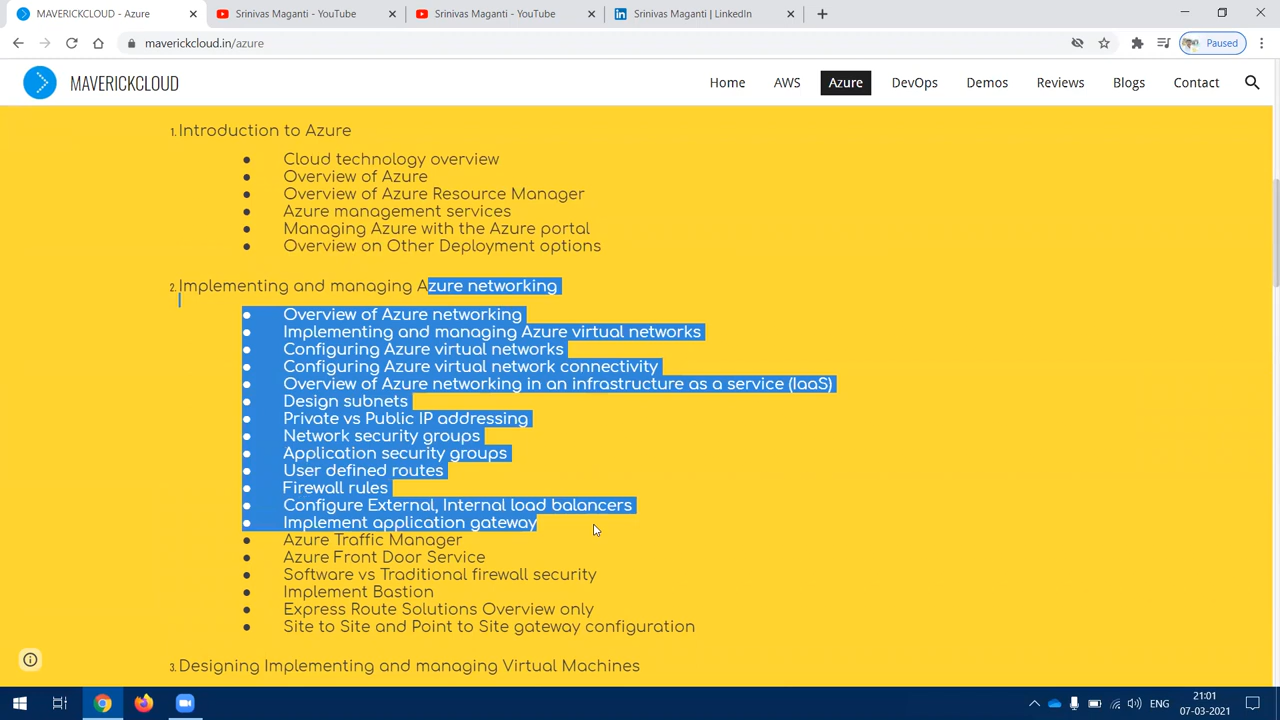 MAVERICKCLOUD - Azure
Srinivas Maganti - YouTube
Srinivas Maganti - YouTube
Srinivas Maganti | LinkedIn
maverickcloud.in/azure
Paused
MAVERICKCLOUD
Home
AWS
Azure
DevOps
Demos
Reviews
Blogs
Contact
1. Introduction to Azure
● Cloud technology overview
● Overview of Azure
● Overview of Azure Resource Manager
● Azure management services
● Managing Azure with the Azure portal
● Overview on Other Deployment options
2. Implementing and managing Azure networking
● Overview of Azure networking
● Implementing and managing Azure virtual networks
● Configuring Azure virtual networks
● Configuring Azure virtual network connectivity
● Overview of Azure networking in an infrastructure as a service (IaaS)
● Design subnets
● Private vs Public IP addressing
● Network security groups
● Application security groups
● User defined routes
● Firewall rules
● Configure External, Internal load balancers
● Implement application gateway
● Azure Traffic Manager
● Azure Front Door Service
● Software vs Traditional firewall security
● Implement Bastion
● Express Route Solutions Overview only
● Site to Site and Point to Site gateway configuration
3. Designing Implementing and managing Virtual Machines
ENG
21:01
07-03-2021